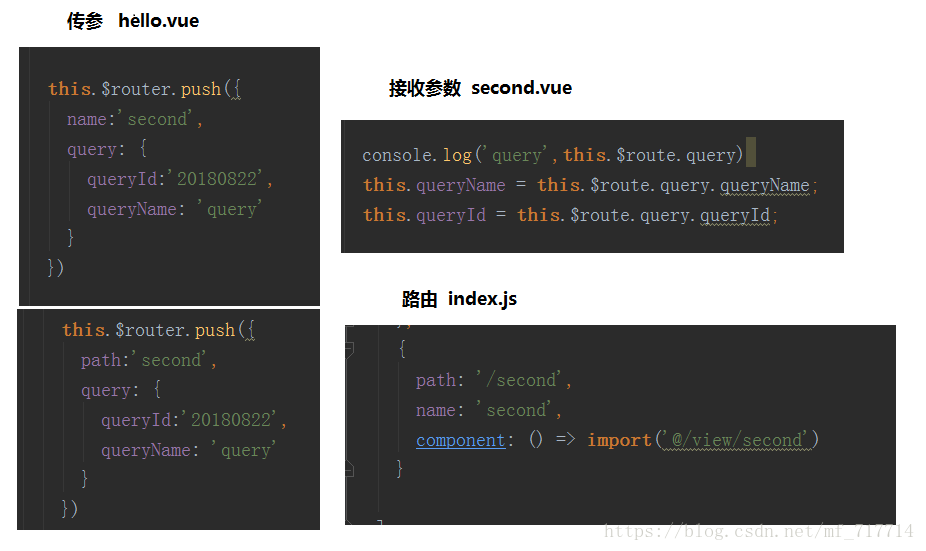 传参 hello.vue
this.$router.push({
name:'second',
query: {
queryId:'20180822',
queryName: 'query'
}
})
this.$router.push({
path:'second',
query: {
queryId:'20180822',
queryName: 'query'
}
})
接收参数 second.vue
console.log('query',this.$route.query)
this.queryName = this.$route.query.queryName;
this.queryId = this.$route.query.queryId;
路由 index.js
{
path: '/second',
name: 'second',
component: () => import('@/view/second')
}
]
https://blog.csdn.net/mf_717714